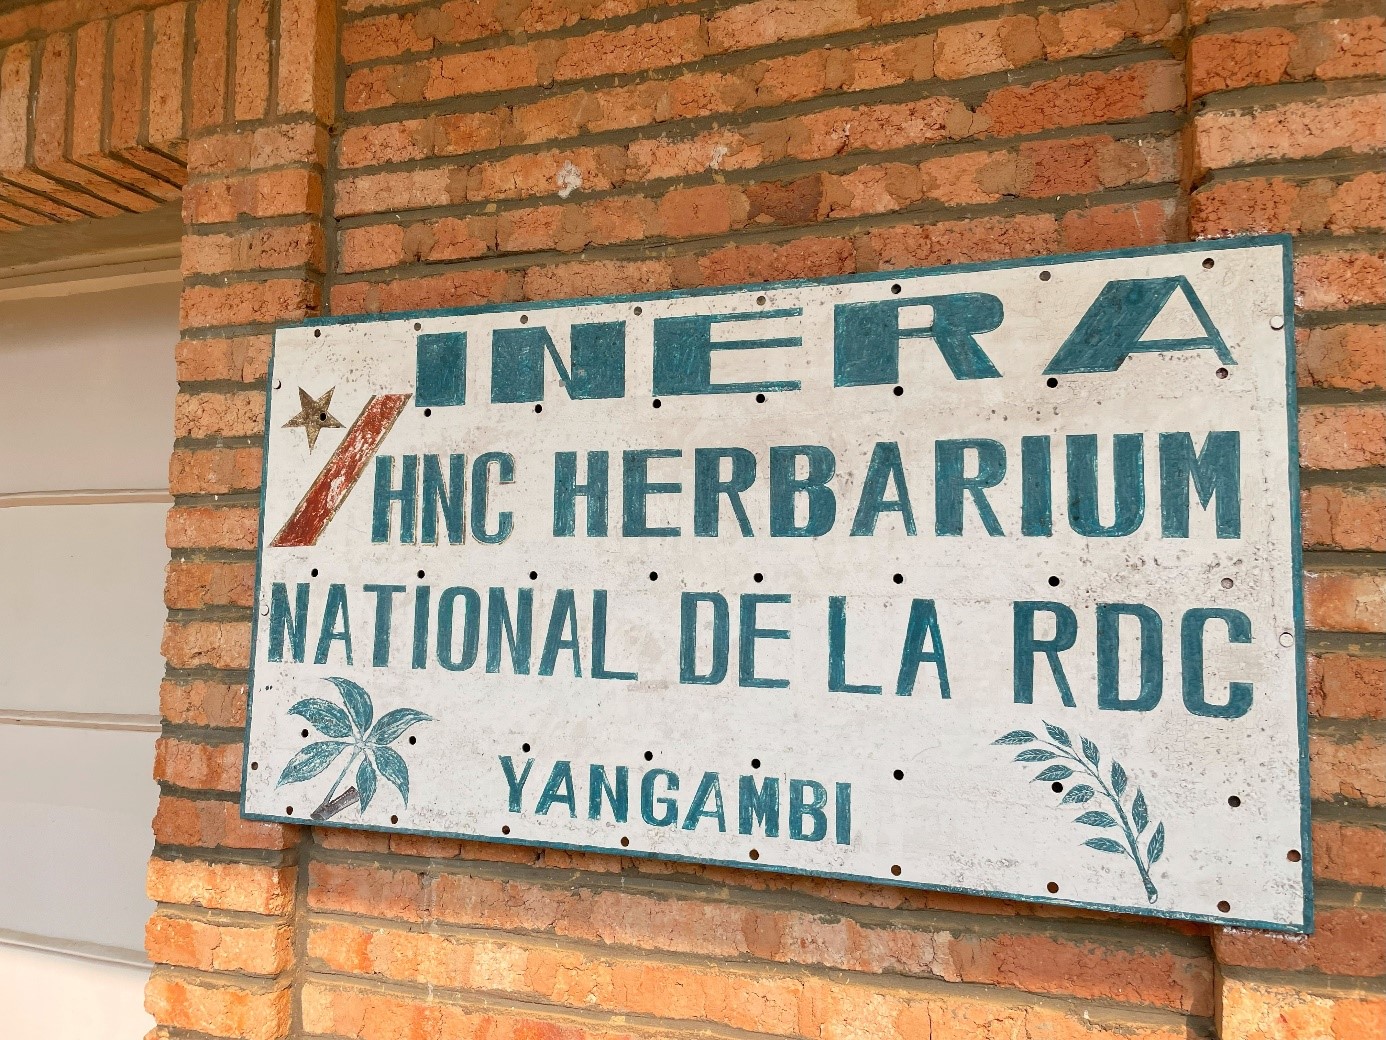 INERA
HNC HERBARIUM
NATIONAL DE LA RDC
YANGAMBI